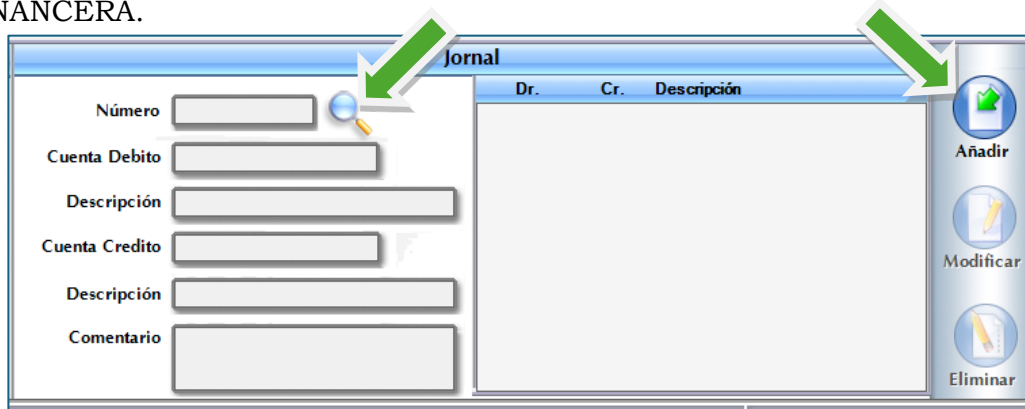 NANCERA.
Jornal
Dr. Cr. Descripción
Número
Cuenta Debito
Descripción
Cuenta Credito
Descripción
Comentario
Añadir
Modificar
Eliminar